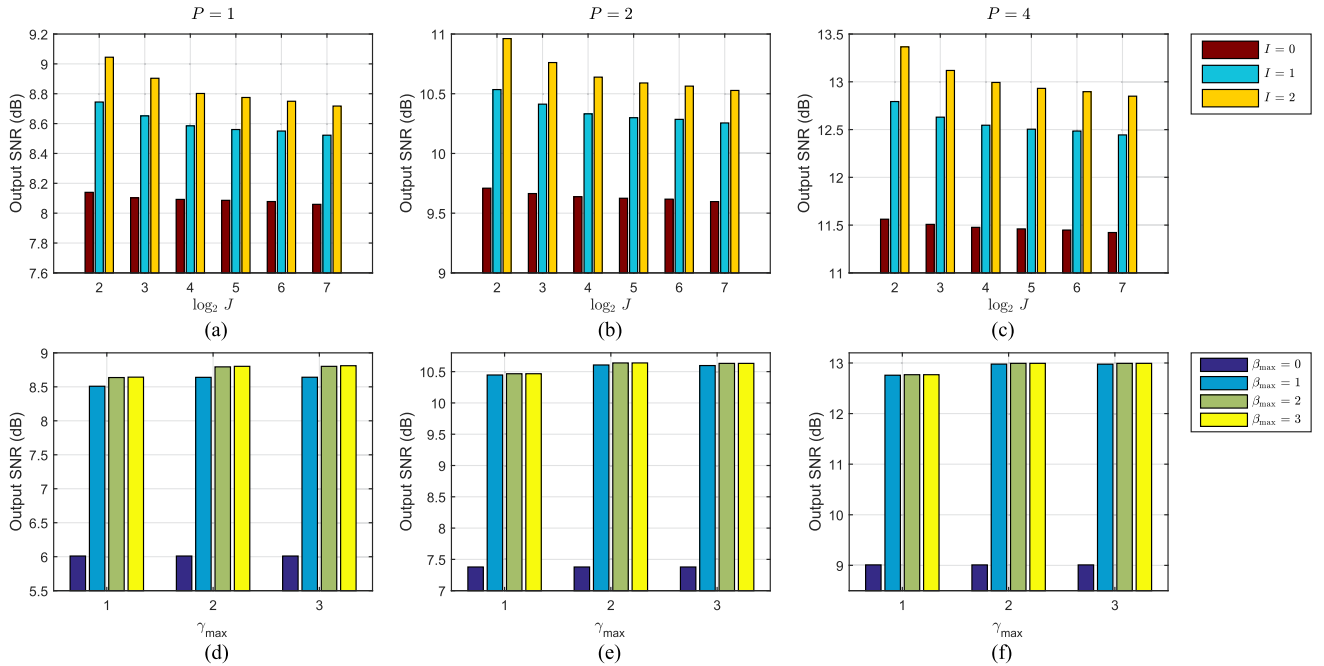 P = 1
P = 2
P = 4
9.2
9
8.8
8.6
8.4
8.2
8
7.8
7.6
Output SNR (dB)
2 3 4 5 6 7
log₂ J
(a)
11
10.5
10
9.5
9
Output SNR (dB)
2 3 4 5 6 7
log₂ J
(b)
13.5
13
12.5
12
11.5
11
Output SNR (dB)
2 3 4 5 6 7
log₂ J
(c)
I = 0
I = 1
I = 2
9
8.5
8
7.5
7
6.5
6
5.5
Output SNR (dB)
1 2 3
γmax
(d)
10.5
10
9.5
9
8.5
8
7.5
7
Output SNR (dB)
1 2 3
γmax
(e)
13
12
11
10
9
Output SNR (dB)
1 2 3
γmax
(f)
βmax = 0
βmax = 1
βmax = 2
βmax = 3